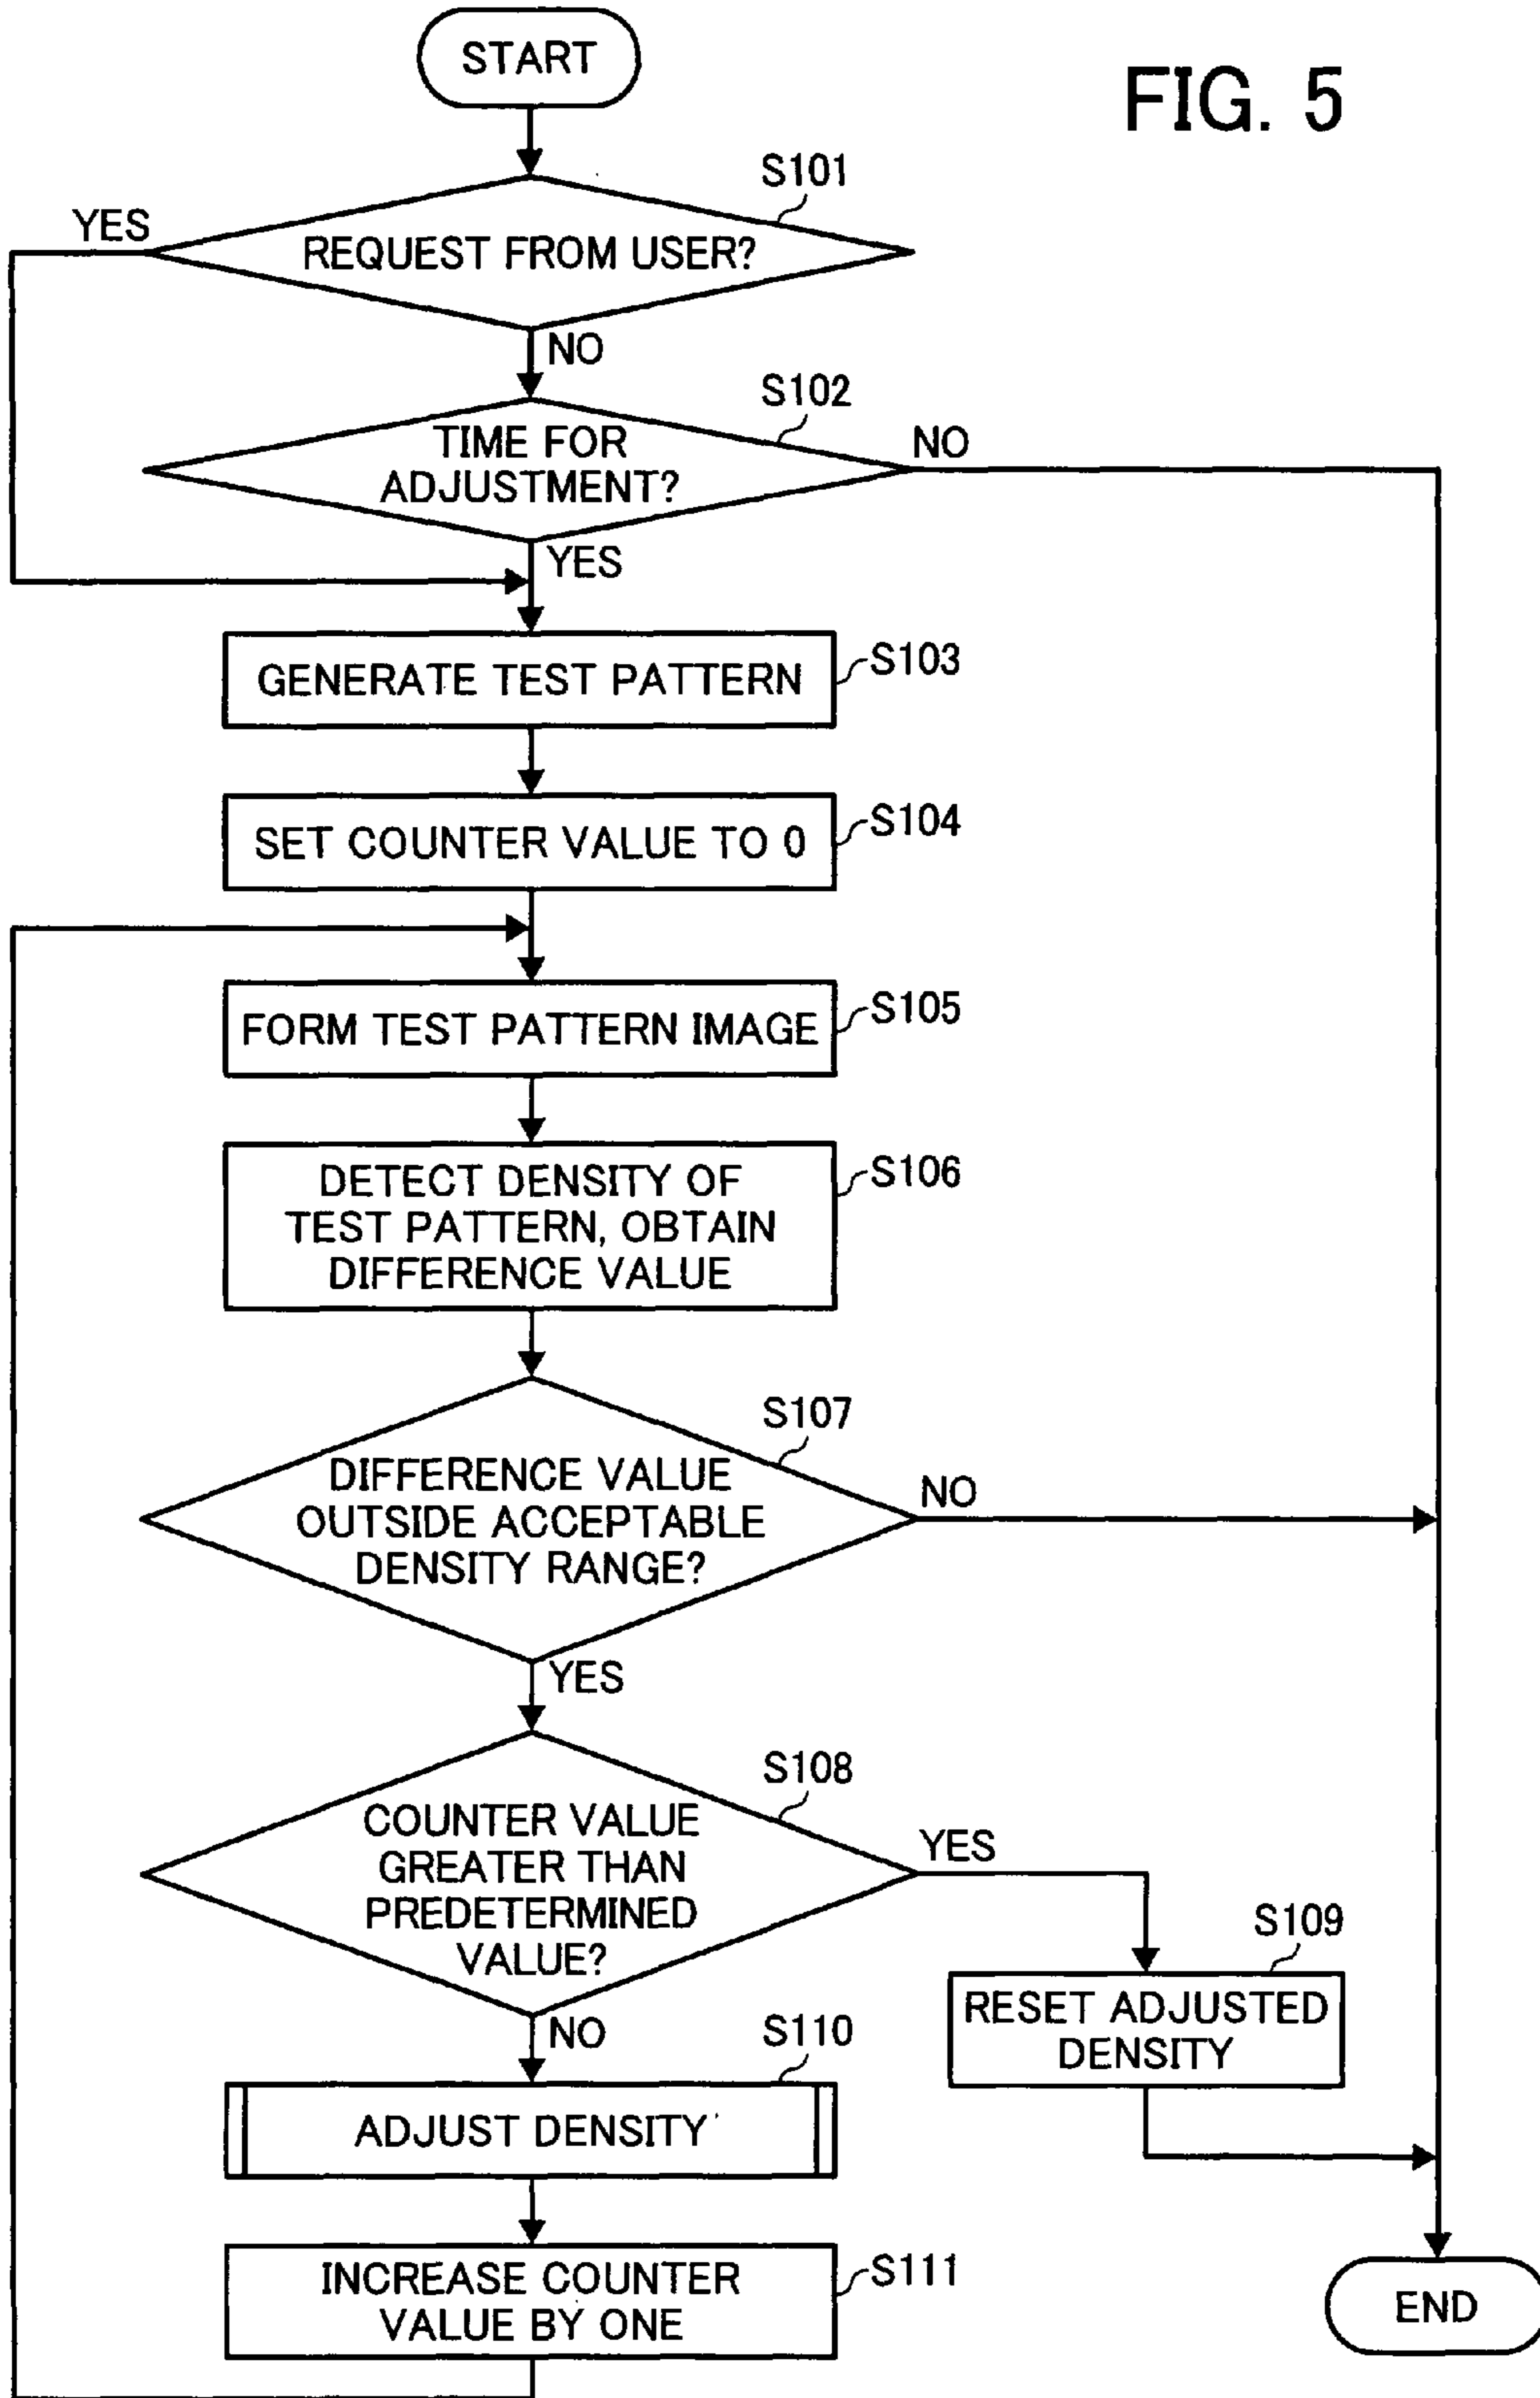 START
FIG. 5
S101
YES
REQUEST FROM USER?
NO
S102
TIME FOR
ADJUSTMENT?
NO
YES
GENERATE TEST PATTERN
S103
SET COUNTER VALUE TO 0
S104
FORM TEST PATTERN IMAGE
S105
DETECT DENSITY OF
TEST PATTERN, OBTAIN
DIFFERENCE VALUE
S106
S107
DIFFERENCE VALUE
OUTSIDE ACCEPTABLE
DENSITY RANGE?
NO
YES
S108
COUNTER VALUE
GREATER THAN
PREDETERMINED
VALUE?
YES
S109
RESET ADJUSTED
DENSITY
NO
S110
ADJUST DENSITY
INCREASE COUNTER
VALUE BY ONE
S111
END